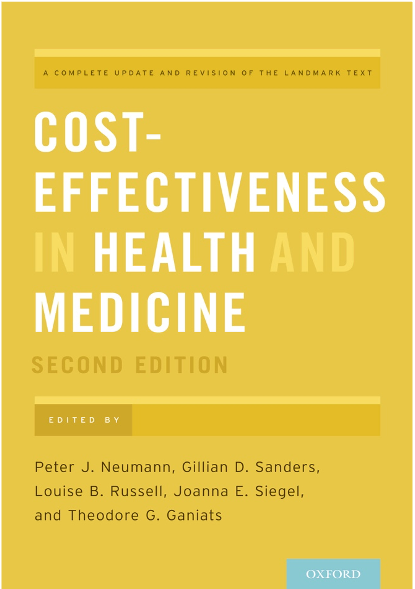 A COMPLETE UPDATE AND REVISION OF THE LANDMARK TEXT
COST-
EFFECTIVENESS
IN HEALTH AND
MEDICINE
SECOND EDITION
EDITED BY
Peter J. Neumann, Gillian D. Sanders,
Louise B. Russell, Joanna E. Siegel,
and Theodore G. Ganiats
OXFORD